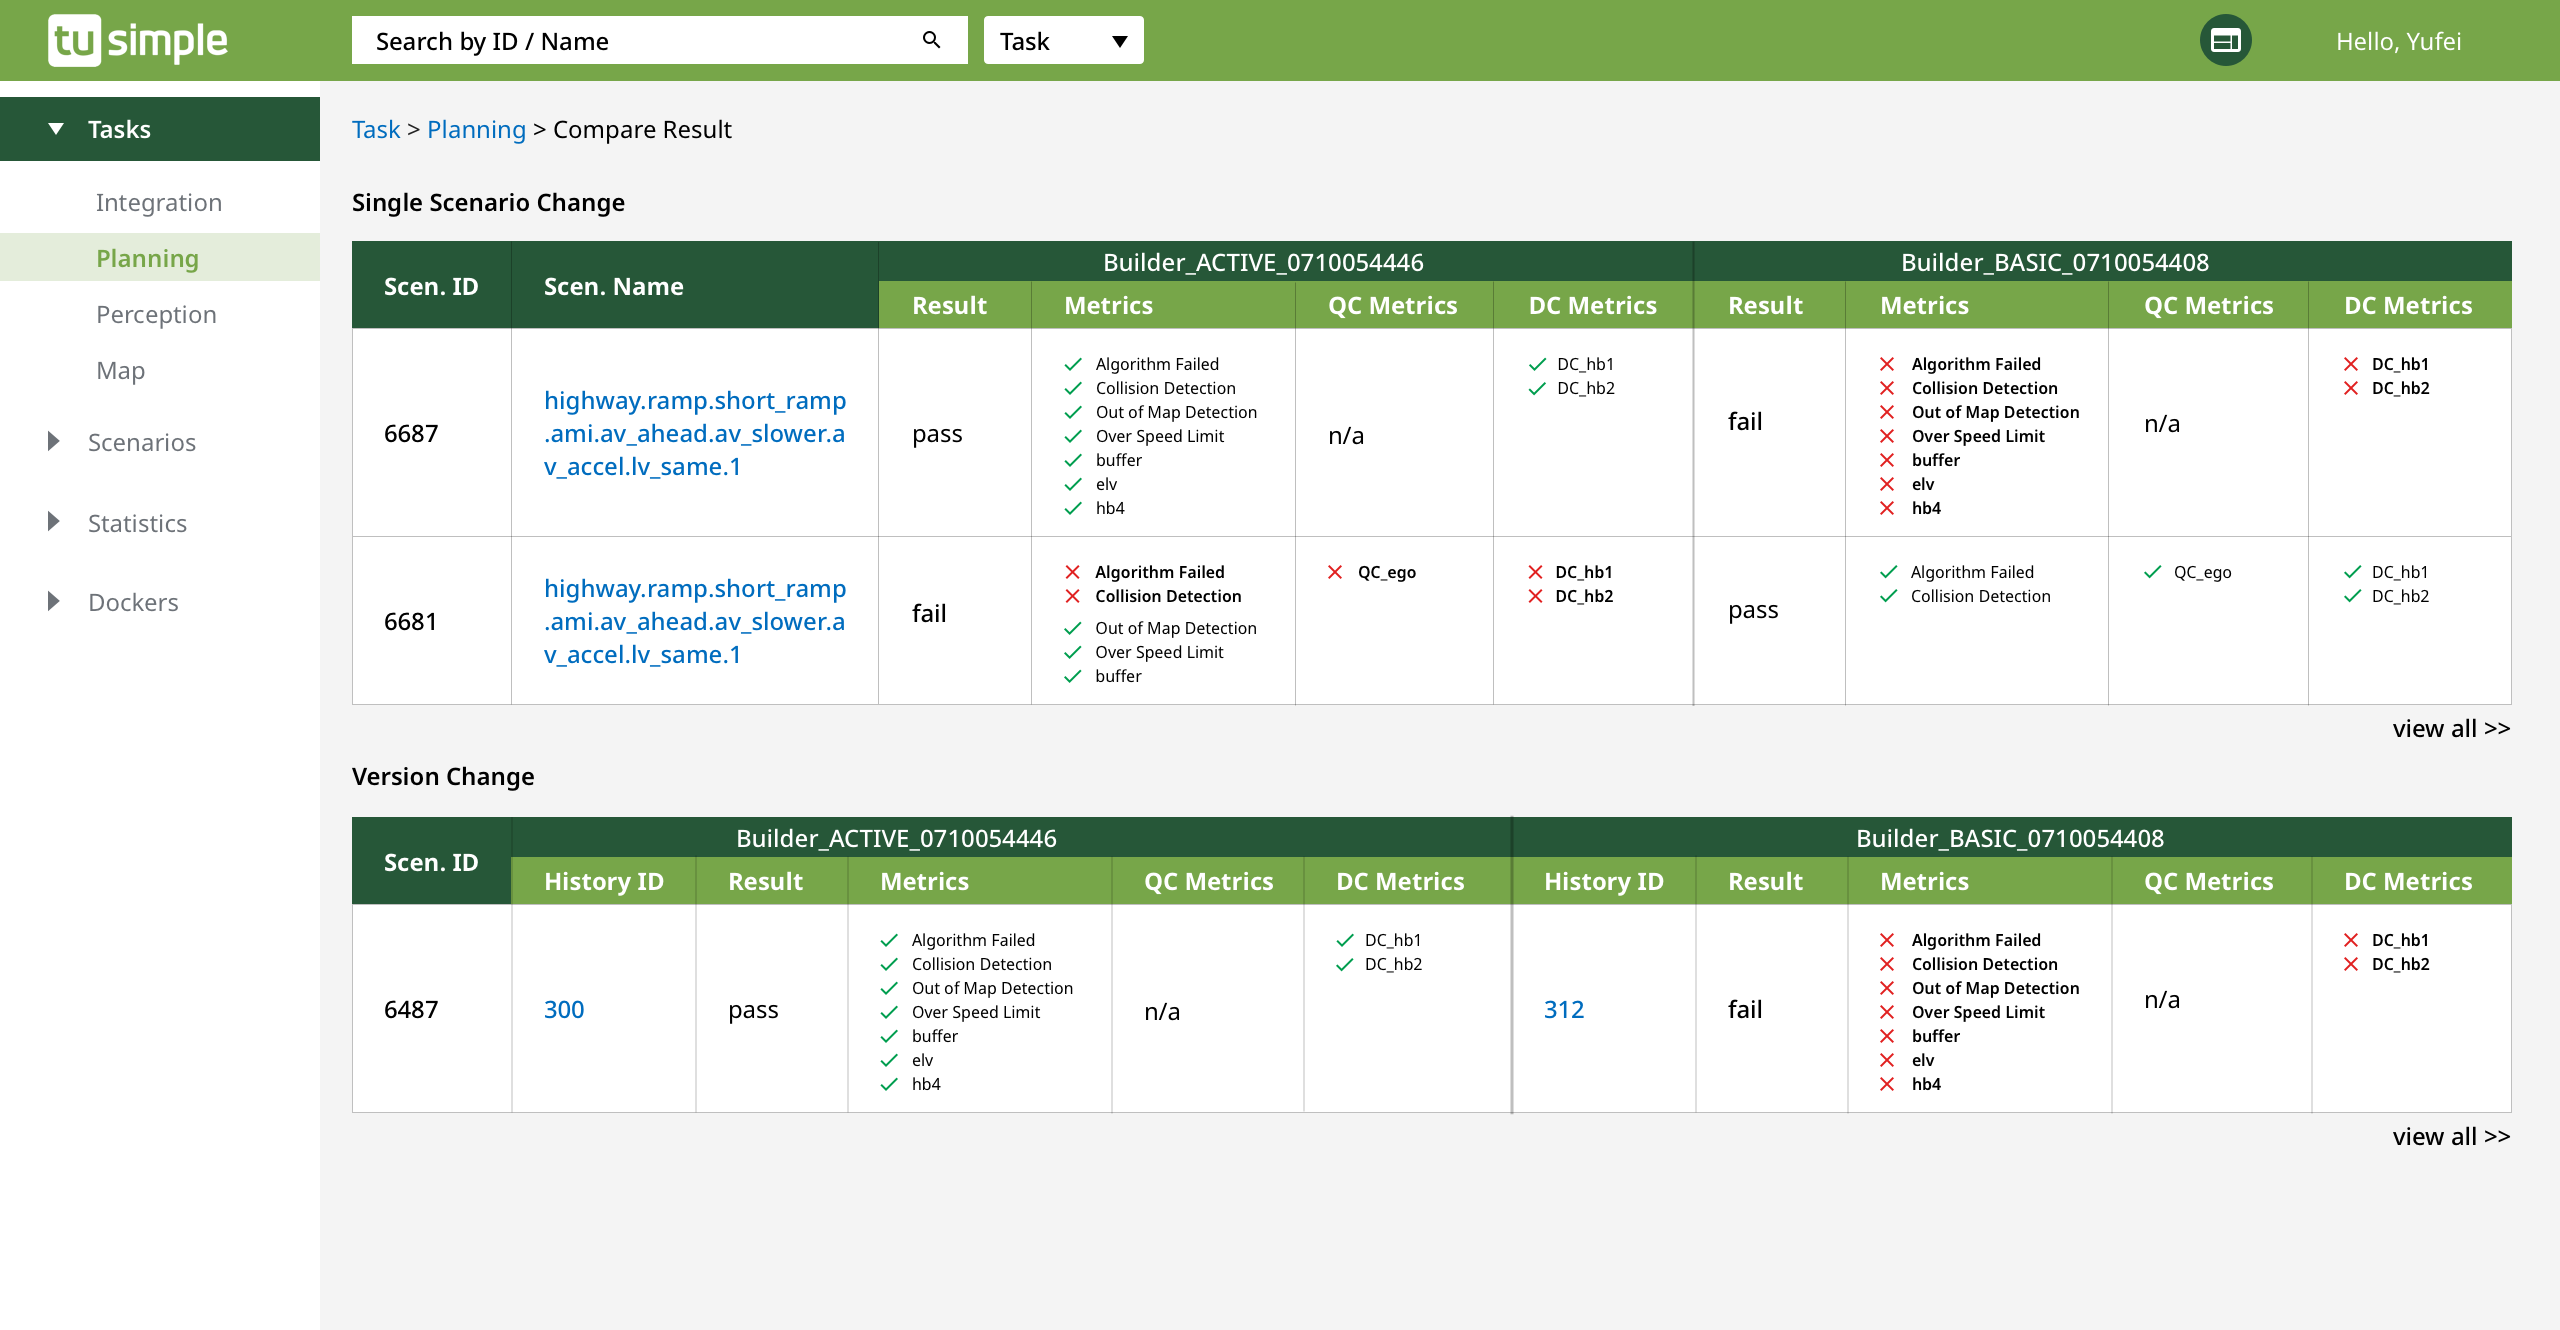 tu simple
Search by ID / Name
Task
Hello, Yufei
Tasks
Integration
Planning
Perception
Map
Scenarios
Statistics
Dockers
Task > Planning > Compare Result
Single Scenario Change
Scen. ID
Scen. Name
Builder_ACTIVE_0710054446
Builder_BASIC_0710054408
Result
Metrics
QC Metrics
DC Metrics
Result
Metrics
QC Metrics
DC Metrics
6687
highway.ramp.short_ramp
.ami.av_ahead.av_slower.a
v_accel.lv_same.1
pass
Algorithm Failed
Collision Detection
Out of Map Detection
Over Speed Limit
buffer
elv
hb4
n/a
DC_hb1
DC_hb2
fail
Algorithm Failed
Collision Detection
Out of Map Detection
Over Speed Limit
buffer
elv
hb4
n/a
DC_hb1
DC_hb2
6681
highway.ramp.short_ramp
.ami.av_ahead.av_slower.a
v_accel.lv_same.1
fail
Algorithm Failed
Collision Detection
Out of Map Detection
Over Speed Limit
buffer
QC_ego
DC_hb1
DC_hb2
pass
Algorithm Failed
Collision Detection
QC_ego
DC_hb1
DC_hb2
view all >>
Version Change
Scen. ID
Builder_ACTIVE_0710054446
Builder_BASIC_0710054408
History ID
Result
Metrics
QC Metrics
DC Metrics
History ID
Result
Metrics
QC Metrics
DC Metrics
6487
300
pass
Algorithm Failed
Collision Detection
Out of Map Detection
Over Speed Limit
buffer
elv
hb4
n/a
DC_hb1
DC_hb2
312
fail
Algorithm Failed
Collision Detection
Out of Map Detection
Over Speed Limit
buffer
elv
hb4
n/a
DC_hb1
DC_hb2
view all >>